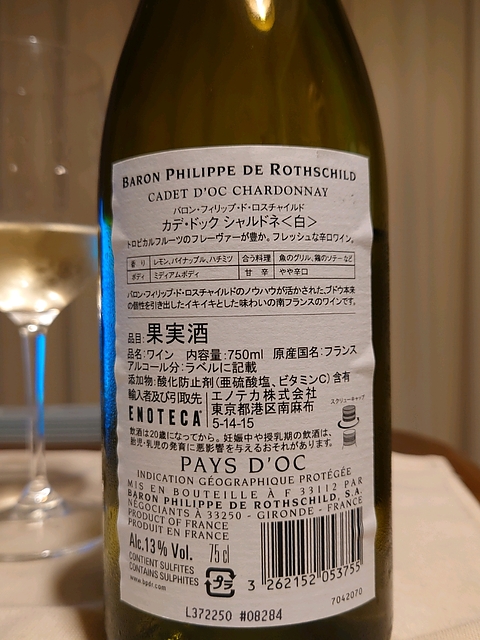 BARON PHILIPPE DE ROTHSCHILD
CADET D'OC CHARDONNAY
バロン・フィリップ・ド・ロスチャイルド
カデ・ドック シャルドネ<白>
トロピカルフルーツのフレーヴァーが豊か。フレッシュな辛口ワイン。
香り レモン、パイナップル、ハチミツ 合う料理 魚のグリル、鶏のソテー など
ボディ ミディアムボディ 甘辛 やや辛口
バロン・フィリップ・ド・ロスチャイルドのノウハウが活かされた、ブドウ本来
の個性を引き出したイキイキとした味わいの南フランスのワインです。
品目: 果実酒
品名:ワイン 内容量:750ml 原産国名:フランス
アルコール分:ラベルに記載
添加物:酸化防止剤(亜硫酸塩、ビタミンC)含有
輸入者及び引取先 エノテカ株式会社
ENOTECA 東京都港区南麻布
5-14-15
スクリューキャップ
飲酒は20歳になってから。妊娠中や授乳期の飲酒は、
胎児・乳児の発育に悪影響を与えるおそれがあります。
PAYS D'OC
INDICATION GÉOGRAPHIQUE PROTÉGÉE
MIS EN BOUTEILLE À F 33112 PAR
BARON PHILIPPE DE ROTHSCHILD, S.A.
NÉGOCIANTS À 33250 - GIRONDE - FRANCE
PRODUCT OF FRANCE
PRODUIT EN FRANCE
Alc.13% Vol. 75 cl
CONTIENT SULFITES
CONTAINS SULPHITES
www.bpdr.com
プラ
3 262152 053755
7042070
L372250 #08284